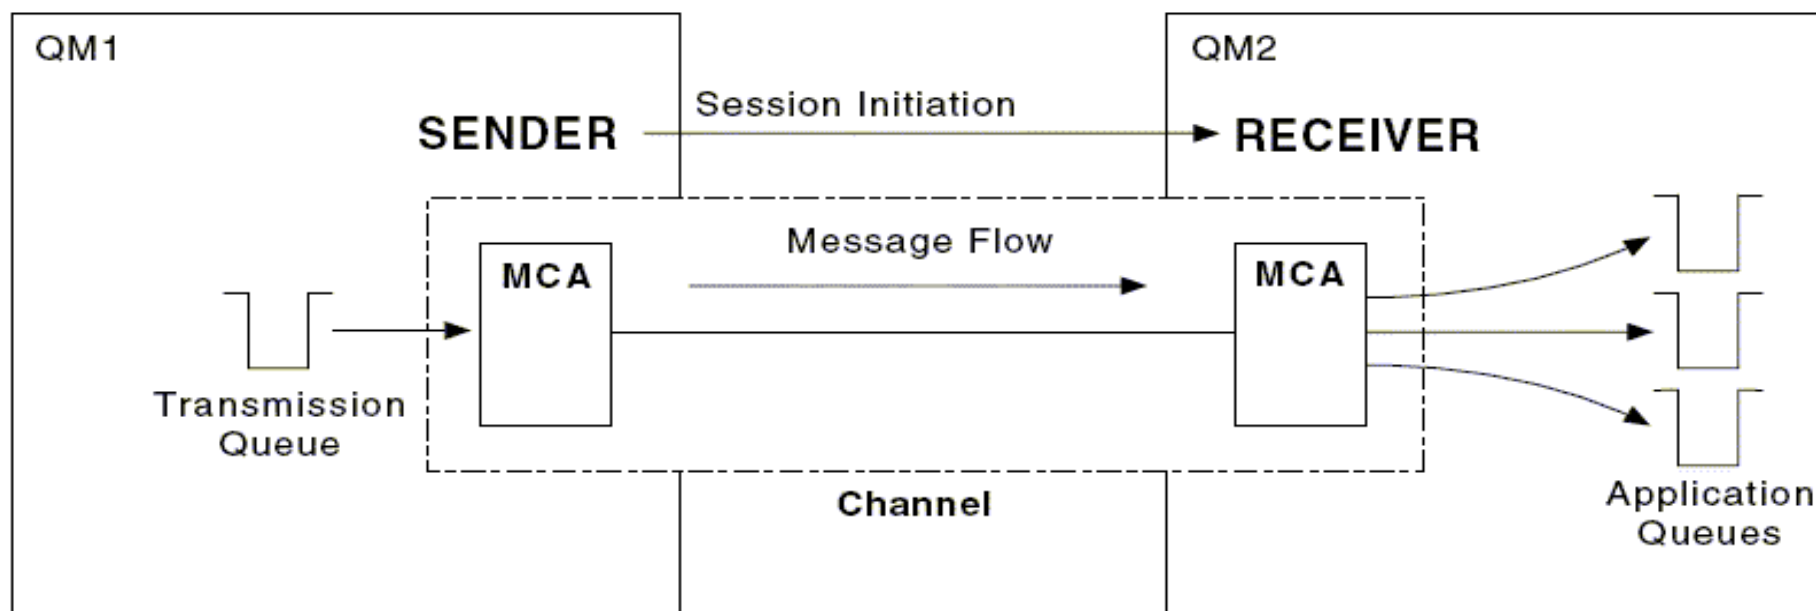 QM1
QM2
Session Initiation
SENDER
RECEIVER
Message Flow
MCA
MCA
Transmission
Queue
Channel
Application
Queues